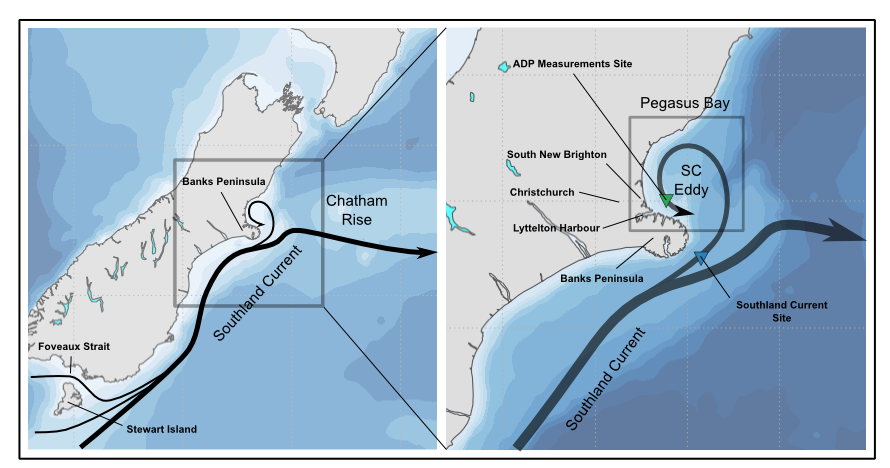 Banks Peninsula
Chatham
Rise
Southland Current
Foveaux Strait
Stewart Island
ADP Measurements Site
Pegasus Bay
South New Brighton
SC
Eddy
Christchurch
Lyttelton Harbour
Banks Peninsula
Southland Current
Site
Southland Current